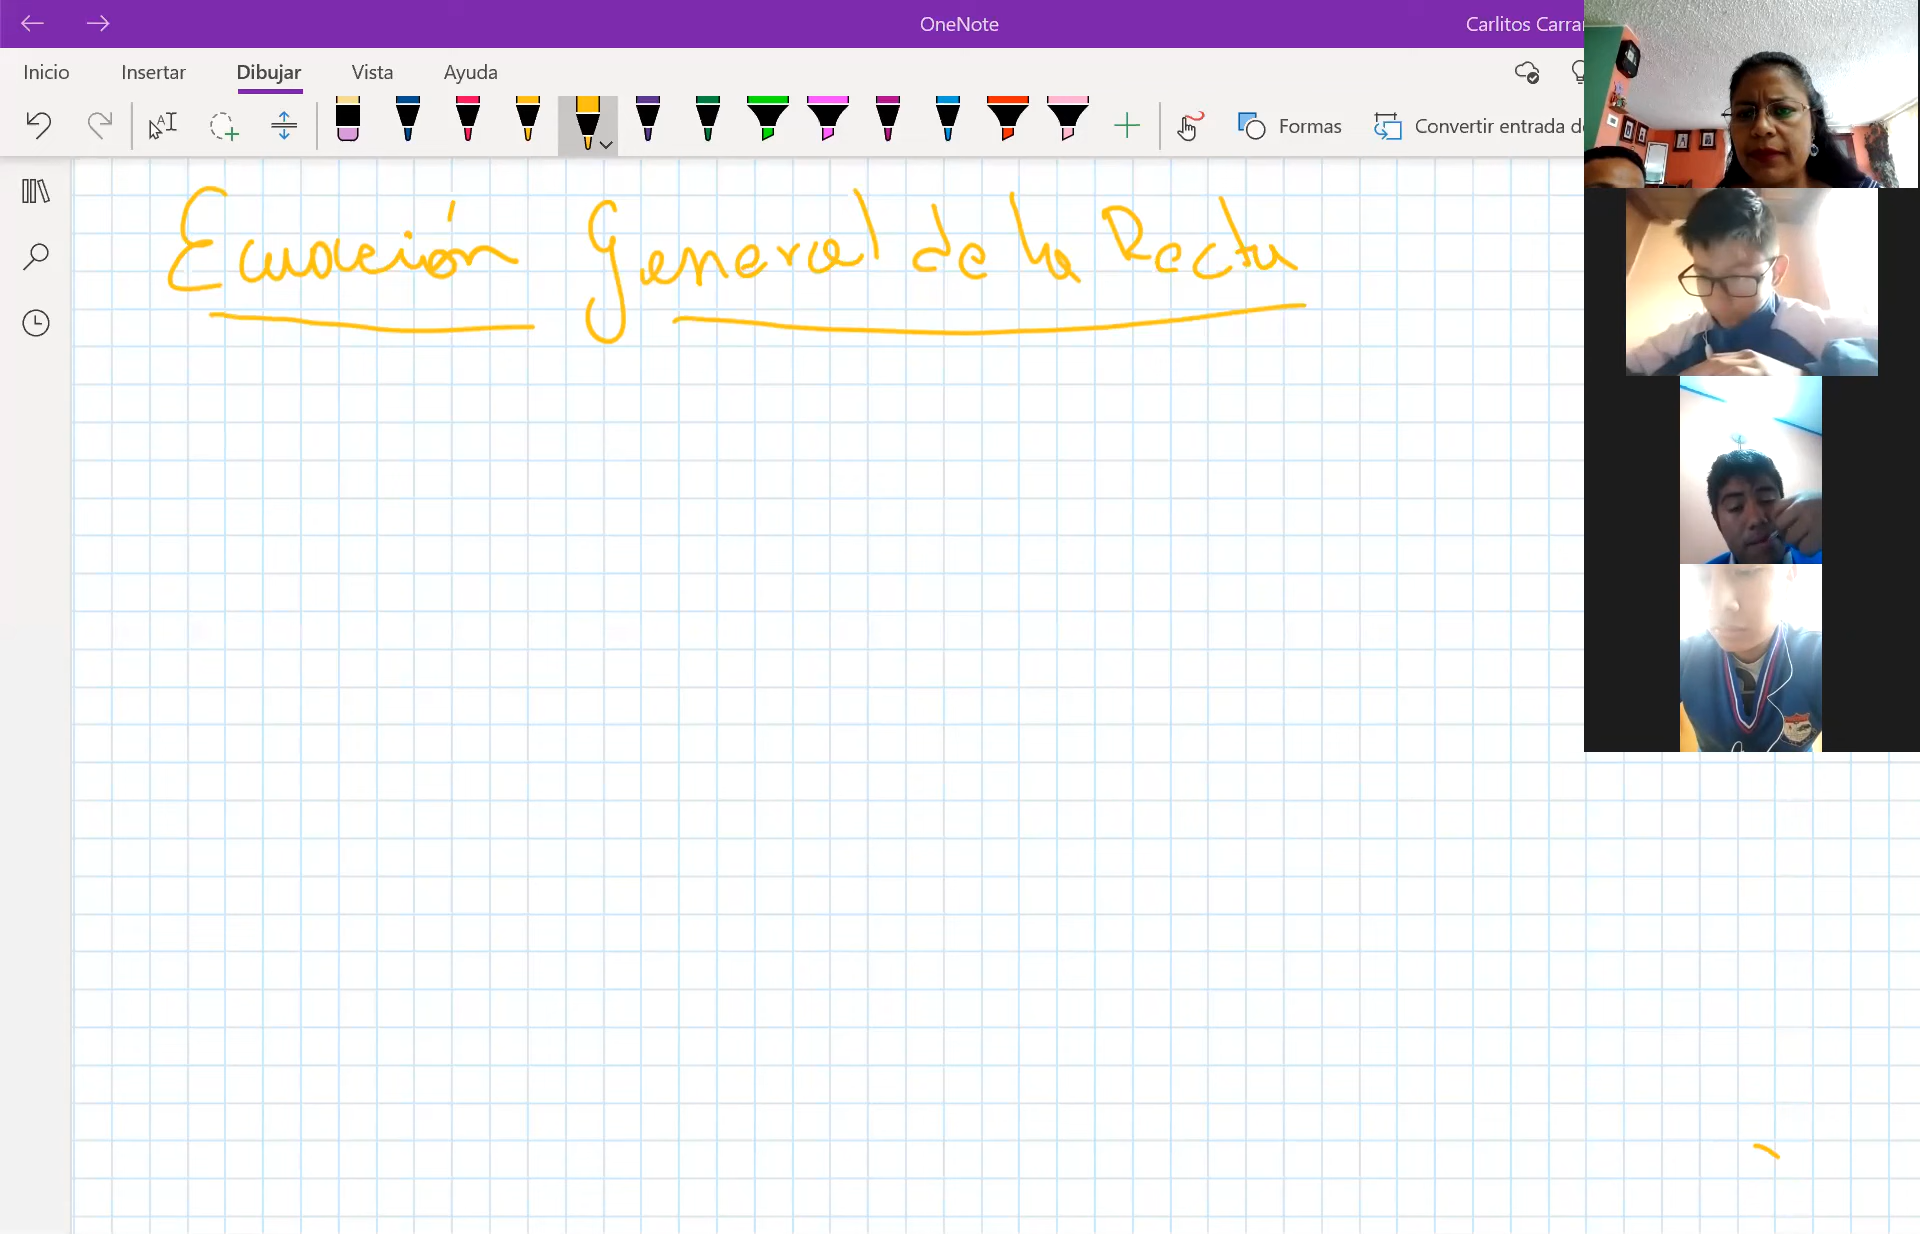 OneNote
Carlitos Carra
Inicio Insertar Dibujar Vista Ayuda
Formas Convertir entrada d
Ecuación General de la Recta